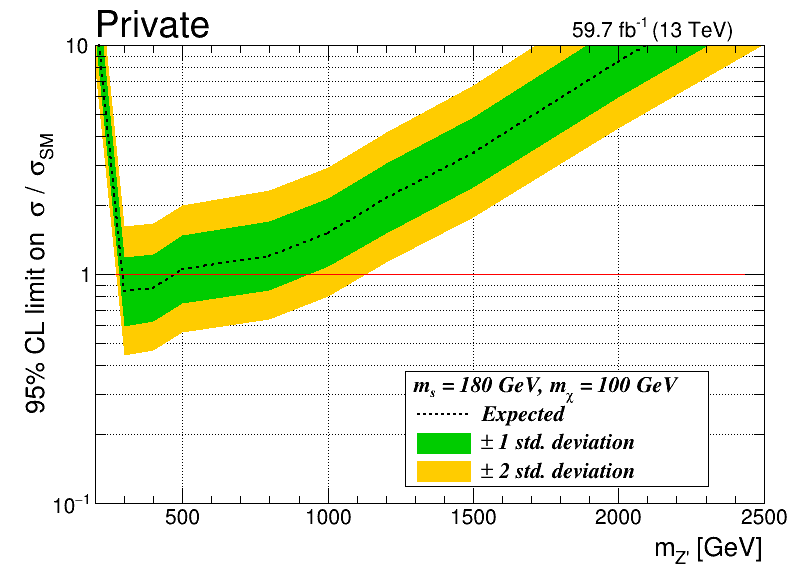 Private
59.7 fb⁻¹ (13 TeV)
95% CL limit on σ / σ_SM
10
1
10⁻¹
m_s = 180 GeV, m_χ = 100 GeV
Expected
± 1 std. deviation
± 2 std. deviation
500 1000 1500 2000 2500
m_Z' [GeV]